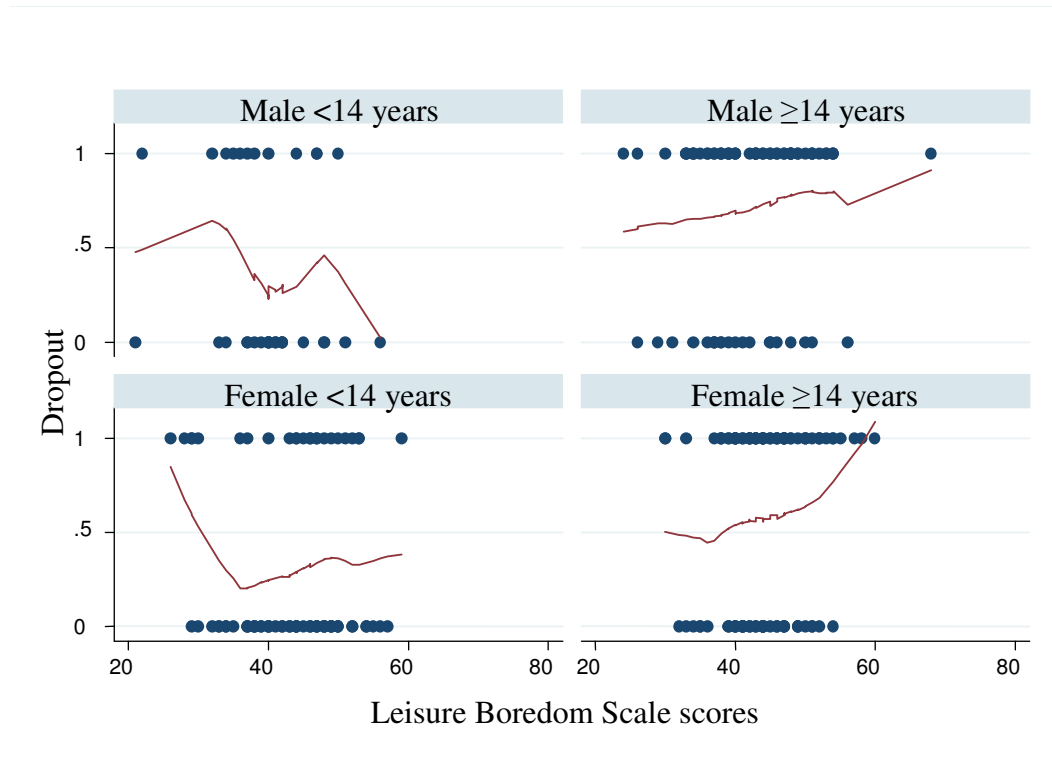 Male <14 years
Male ≥14 years
1
.5
0
Dropout
Female <14 years
Female ≥14 years
1
.5
0
20 40 60 80 20 40 60 80
Leisure Boredom Scale scores